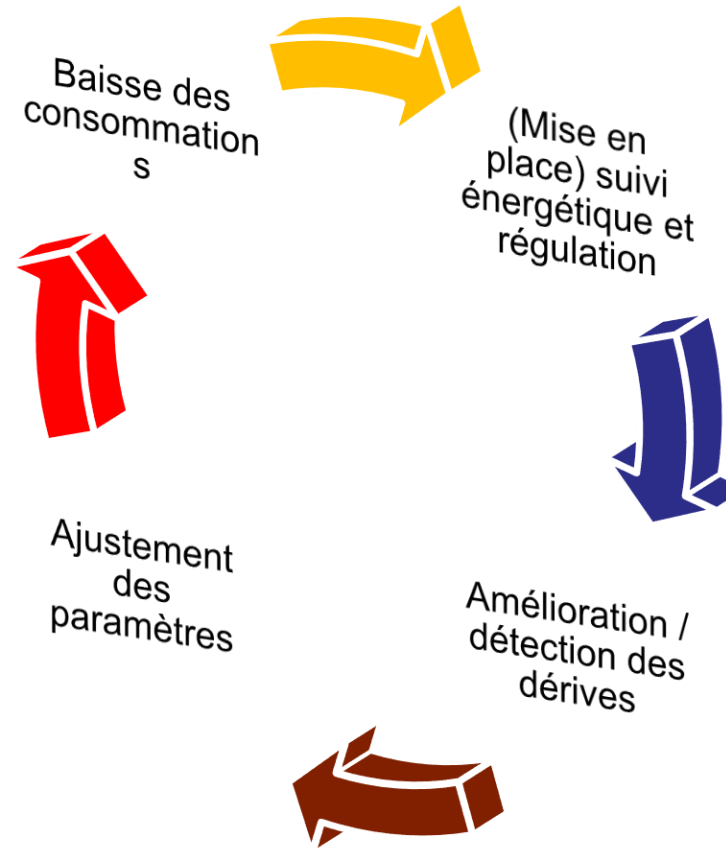 Baisse des
consommation
s
(Mise en
place) suivi
énergétique et
régulation
Amélioration /
détection des
dérives
Ajustement
des
paramètres